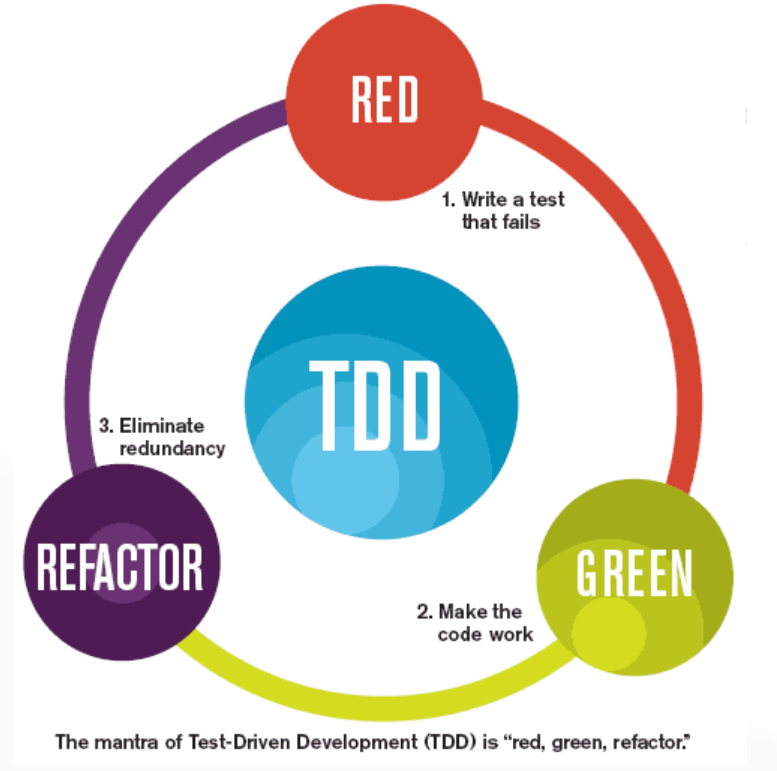 RED
1. Write a test
that fails
TDD
3. Eliminate
redundancy
REFACTOR
GREEN
2. Make the
code work
The mantra of Test-Driven Development (TDD) is “red, green, refactor.”